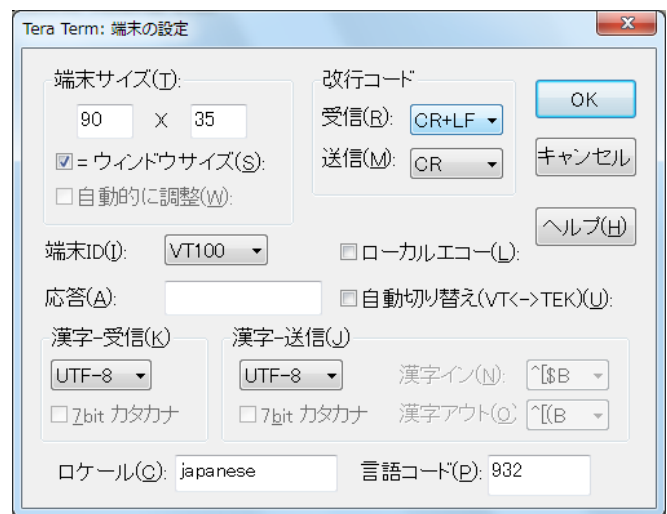 Tera Term: 端末の設定
端末サイズ(T):
90 X 35
= ウィンドウサイズ(S):
自動的に調整(W):
改行コード
受信(R): CR+LF
送信(M): CR
OK
キャンセル
ヘルプ(H)
端末ID(I): VT100
ローカルエコー(L):
応答(A):
自動切り替え(VT<->TEK)(U):
漢字-受信(K)
UTF-8
7bit カタカナ
漢字-送信(J)
UTF-8
7bit カタカナ
漢字イン(N): ^[$B
漢字アウト(O) ^[(B
ロケール(C): japanese
言語コード(P): 932